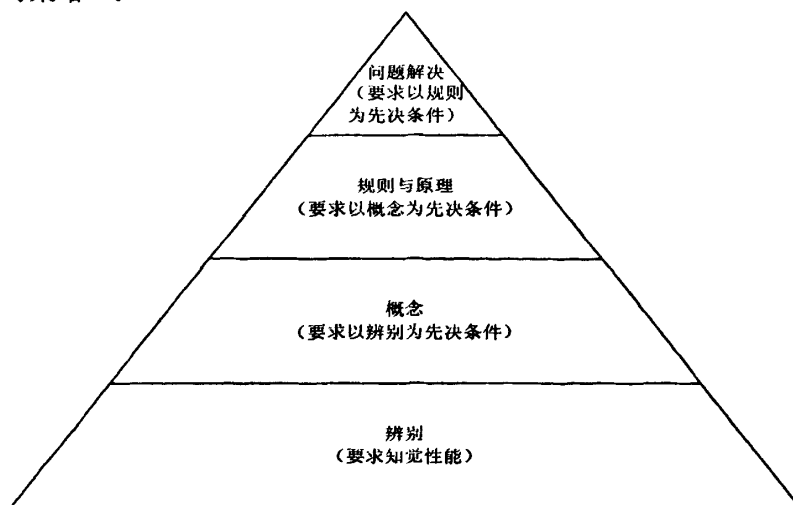 问题解决
（要求以规则
为先决条件）
规则与原理
（要求以概念为先决条件）
概念
（要求以辨别为先决条件）
辨别
（要求知觉性能）